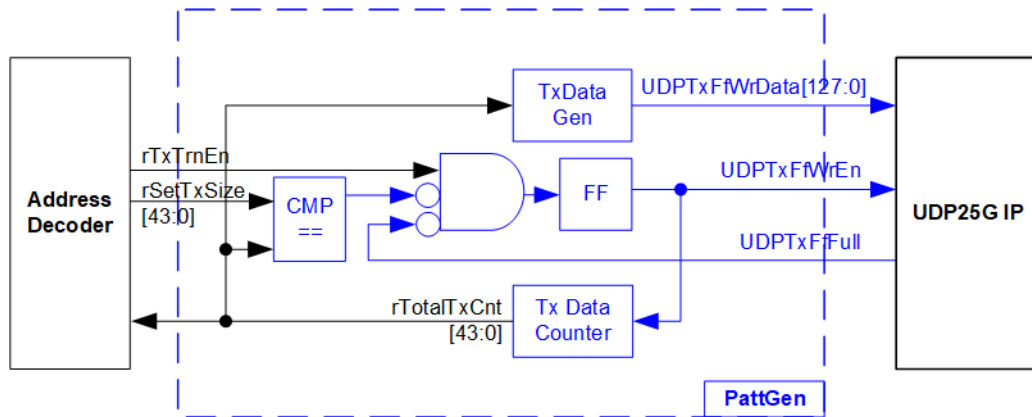 TxData
Gen
UDPTxFfWrData[127:0]
rTxTrnEn
rSetTxSize
[43:0]
Address
Decoder
CMP
==
FF
UDPTxFfWrEn
UDP25G IP
UDPTxFfFull
rTotalTxCnt
[43:0]
Tx Data
Counter
PattGen